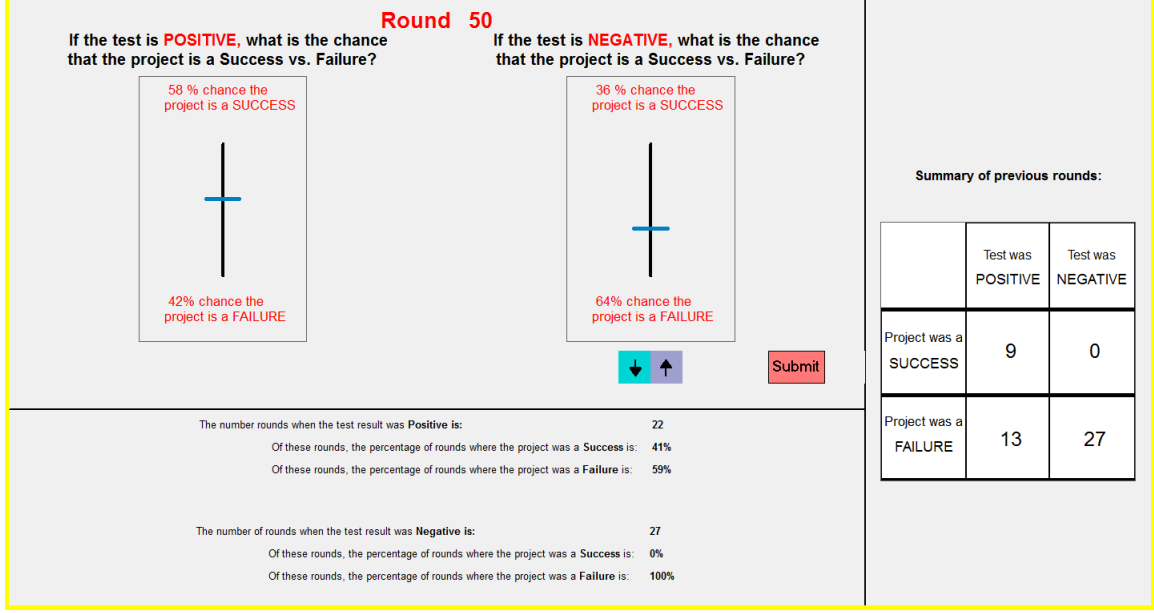 Round 50
If the test is POSITIVE, what is the chance
that the project is a Success vs. Failure?
58 % chance the
project is a SUCCESS
42% chance the
project is a FAILURE
If the test is NEGATIVE, what is the chance
that the project is a Success vs. Failure?
36 % chance the
project is a SUCCESS
64% chance the
project is a FAILURE
Submit
The number rounds when the test result was Positive is: 22
Of these rounds, the percentage of rounds where the project was a Success is: 41%
Of these rounds, the percentage of rounds where the project was a Failure is: 59%
The number of rounds when the test result was Negative is: 27
Of these rounds, the percentage of rounds where the project was a Success is: 0%
Of these rounds, the percentage of rounds where the project was a Failure is: 100%
Summary of previous rounds:
Test was
POSITIVE
Test was
NEGATIVE
Project was a
SUCCESS
9
0
Project was a
FAILURE
13
27